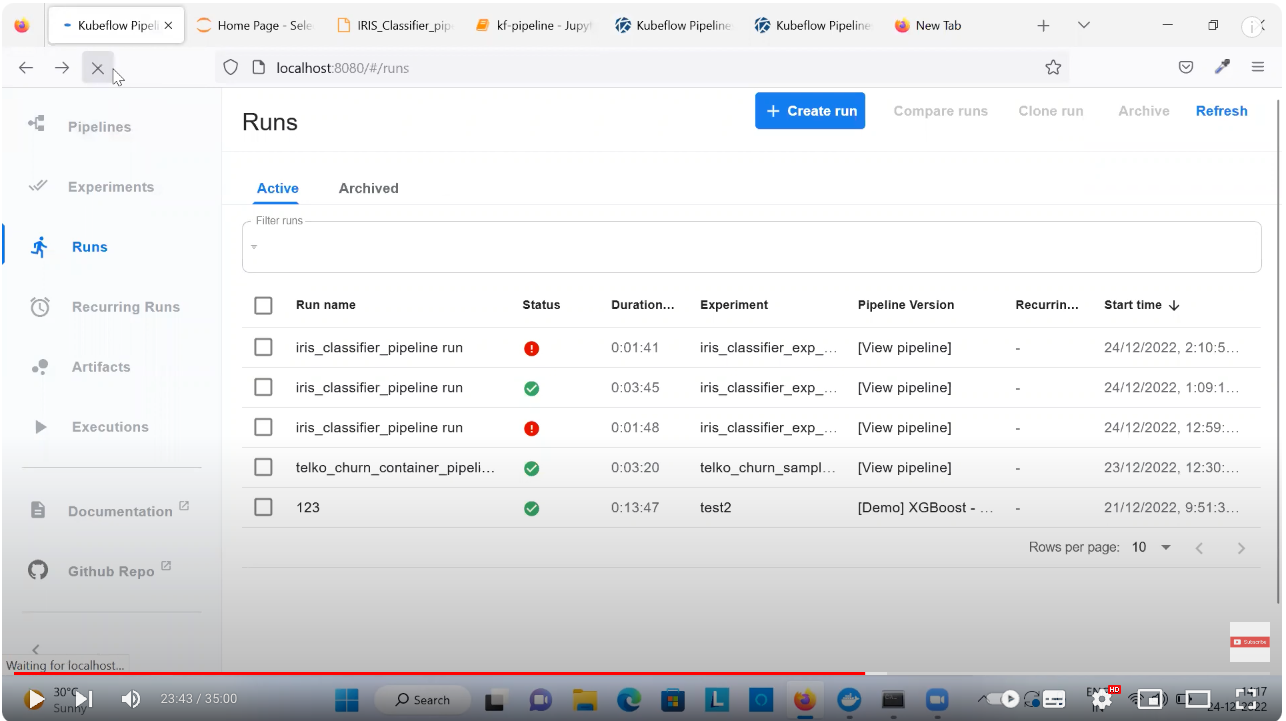 Kubeflow Pipeli
Home Page - Sele
IRIS_Classifier_pip
kf-pipeline - Jupyt
Kubeflow Pipeline
Kubeflow Pipeline
New Tab
localhost:8080/#/runs
Pipelines
Experiments
Runs
Recurring Runs
Artifacts
Executions
Documentation
Github Repo
Runs
+ Create run
Compare runs
Clone run
Archive
Refresh
Active
Archived
Filter runs
Run name Status Duration... Experiment Pipeline Version Recurrin... Start time
iris_classifier_pipeline run 0:01:41 iris_classifier_exp_... [View pipeline] - 24/12/2022, 2:10:5...
iris_classifier_pipeline run 0:03:45 iris_classifier_exp_... [View pipeline] - 24/12/2022, 1:09:1...
iris_classifier_pipeline run 0:01:48 iris_classifier_exp_... [View pipeline] - 24/12/2022, 12:59:...
telko_churn_container_pipeli... 0:03:20 telko_churn_sampl... [View pipeline] - 23/12/2022, 12:30:...
123 0:13:47 test2 [Demo] XGBoost - ... - 21/12/2022, 9:51:3...
Rows per page: 10
Subscribe
Waiting for localhost...
30°C
Sunny
23:43 / 35:00
Search
HD
24-12-2022